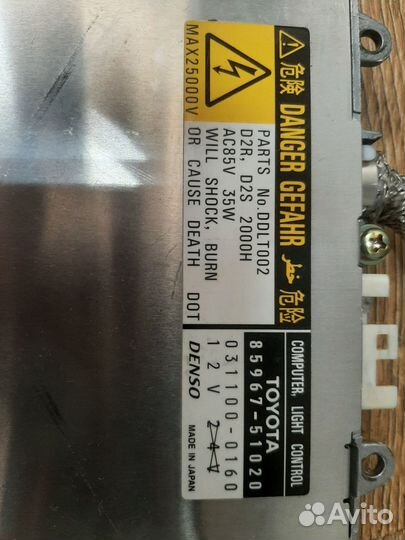 ⚠ 危険 DANGER GEFAHR خطر 危险
MAX25000V
PARTS No.DDLT002
D2R, D2S 2000H
AC85V 35W
WILL SHOCK, BURN
OR CAUSE DEATH DOT
COMPUTER, LIGHT CONTROL
TOYOTA
85967-51020
031100-0160
12V 24V
DENSO MADE IN JAPAN
Avito